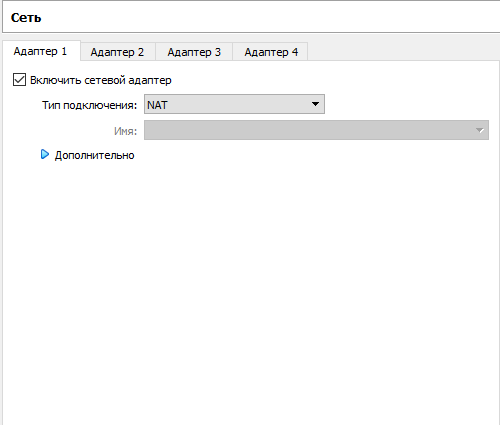 Сеть
Адаптер 1 Адаптер 2 Адаптер 3 Адаптер 4
Включить сетевой адаптер
Тип подключения: NAT
Имя:
Дополнительно